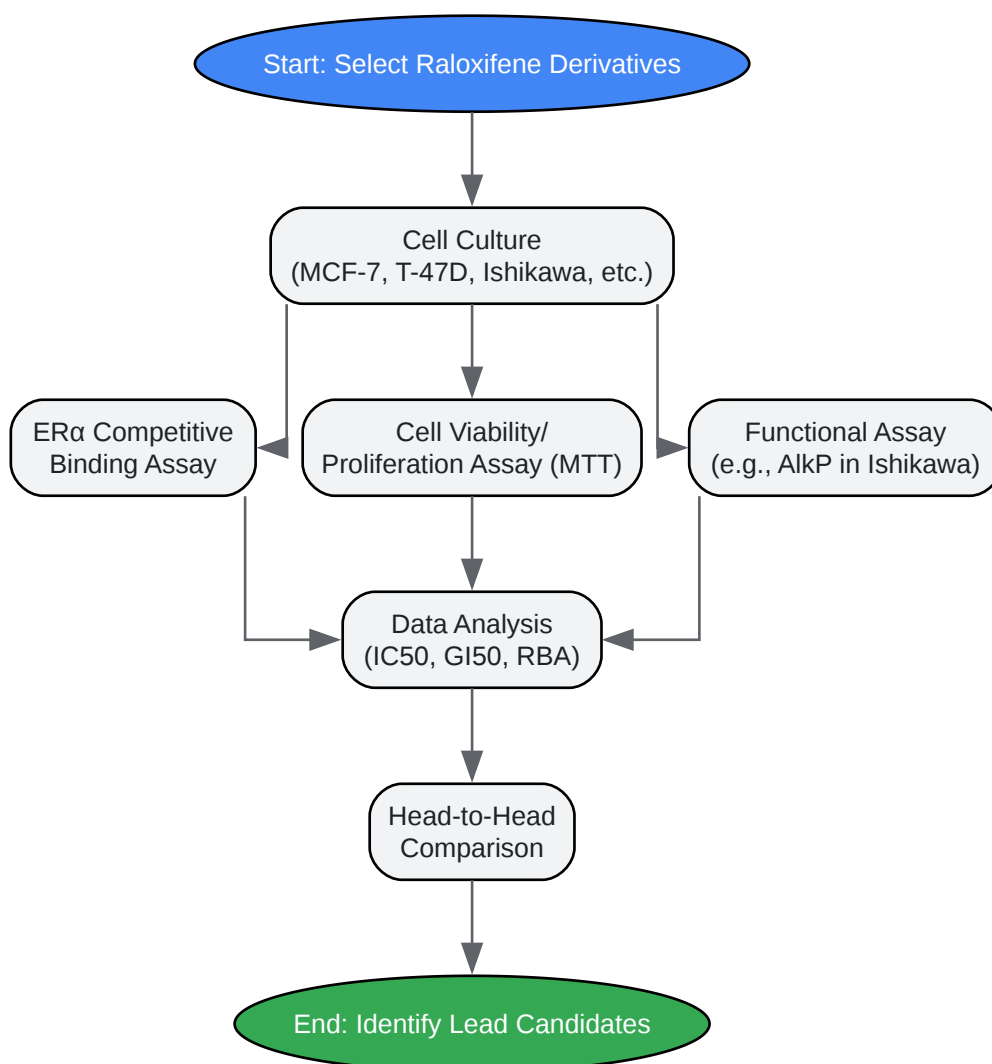 Start: Select Raloxifene Derivatives
Cell Culture
(MCF-7, T-47D, Ishikawa, etc.)
ERα Competitive
Binding Assay
Cell Viability/
Proliferation Assay (MTT)
Functional Assay
(e.g., AlkP in Ishikawa)
Data Analysis
(IC50, GI50, RBA)
Head-to-Head
Comparison
End: Identify Lead Candidates